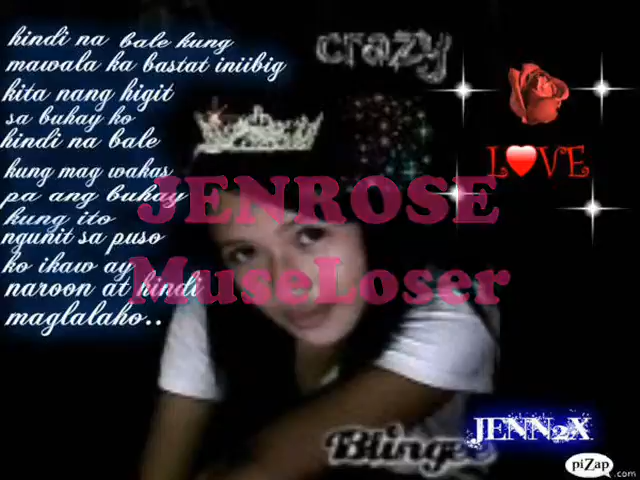 hindi na bale kung
mawala ka bastat iniibig
kita nang higit
sa buhay ko
hindi na bale
kung mag wakas
pa ang buhay
kung ito
ngunit sa puso
ko ikaw ay
naroon at hindi
maglalaho..
crazy
LOVE
JENROSE
MuseLoser
Blingee
JENN2X
piZap
.com